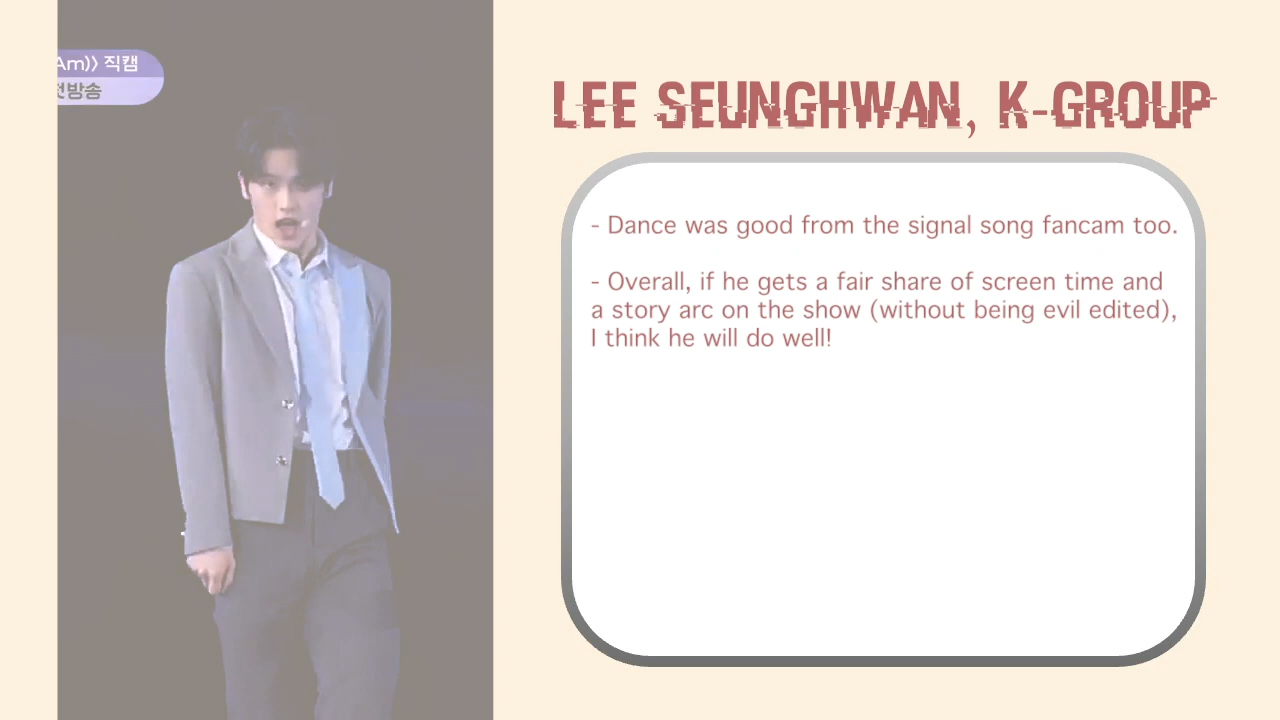 Am)) 직캠
전방송
LEE SEUNGHWAN, K-GROUP
- Dance was good from the signal song fancam too.
- Overall, if he gets a fair share of screen time and
a story arc on the show (without being evil edited),
I think he will do well!